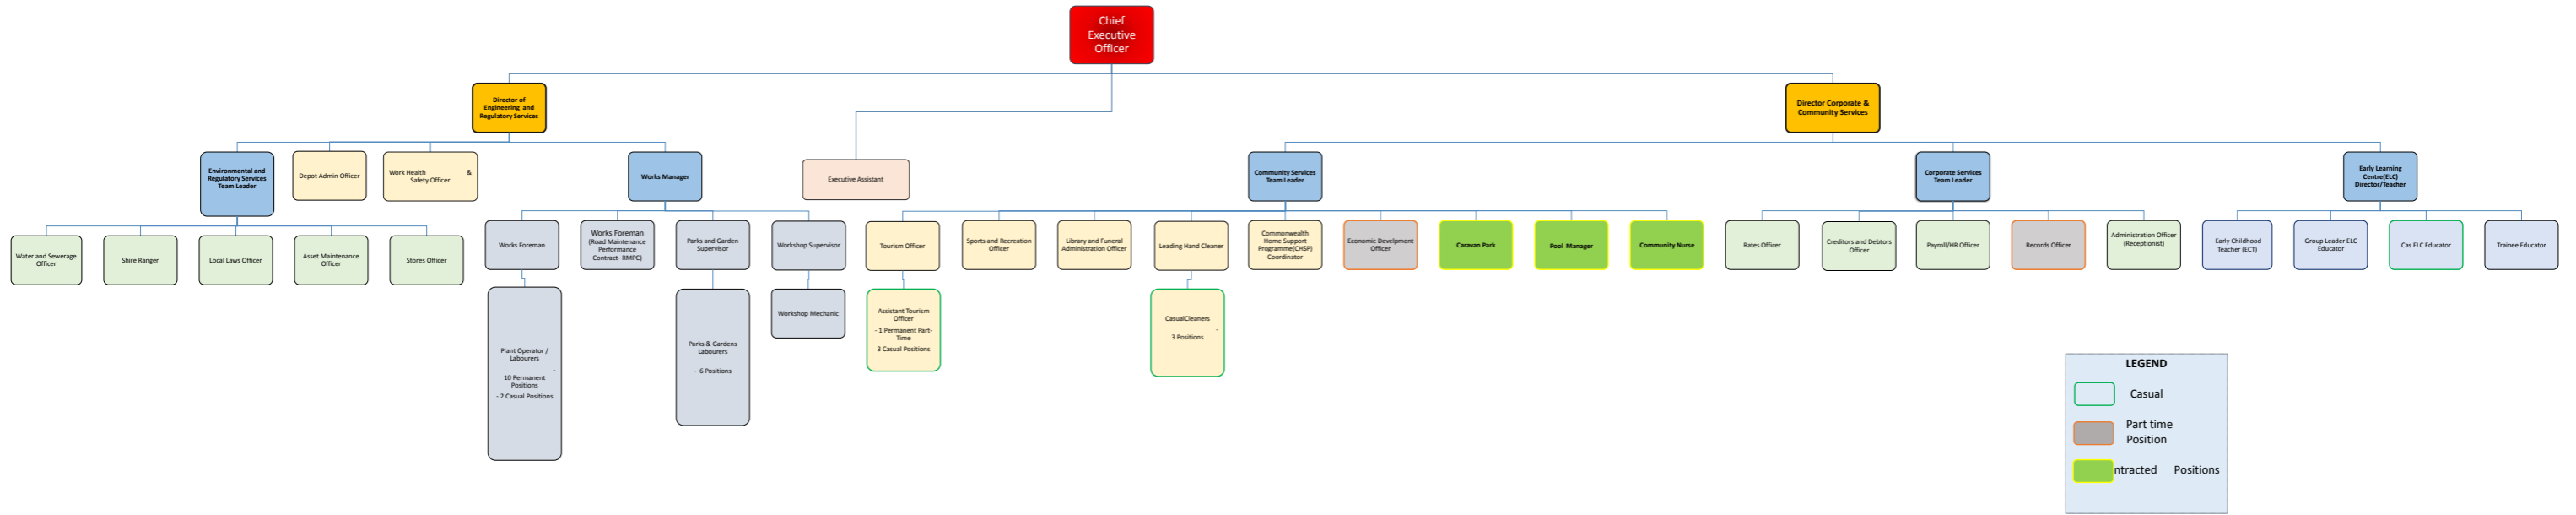 Chief
Executive
Officer
Director of
Engineering and
Regulatory Services
Director Corporate &
Community Services
Environmental and
Regulatory Services
Team Leader
Depot Admin Officer
Work Health &
Safety Officer
Works Manager
Executive Assistant
Community Services
Team Leader
Corporate Services
Team Leader
Early Learning
Centre(ELC)
Director/Teacher
Water and Sewerage
Officer
Shire Ranger
Local Laws Officer
Asset Maintenance
Officer
Stores Officer
Works Foreman
Works Foreman
(Road Maintenance
Performance
Contract- RMPC)
Parks and Garden
Supervisor
Workshop Supervisor
Tourism Officer
Sports and Recreation
Officer
Library and Funeral
Administration Officer
Leading Hand Cleaner
Commonwealth
Home Support
Programme(CHSP)
Coordinator
Economic Develpment
Officer
Caravan Park
Pool Manager
Community Nurse
Rates Officer
Creditors and Debtors
Officer
Payroll/HR Officer
Records Officer
Administration Officer
(Receptionist)
Early Childhood
Teacher (ECT)
Group Leader ELC
Educator
Cas ELC Educator
Trainee Educator
Plant Operator /
Labourers
-
10 Permanent
Positions
- 2 Casual Positions
Parks & Gardens
Labourers
- 6 Positions
Workshop Mechanic
Assistant Tourism
Officer
- 1 Permanent Part-
Time
3 Casual Positions
CasualCleaners
-
3 Positions
LEGEND
Casual
Part time
Position
ntracted Positions